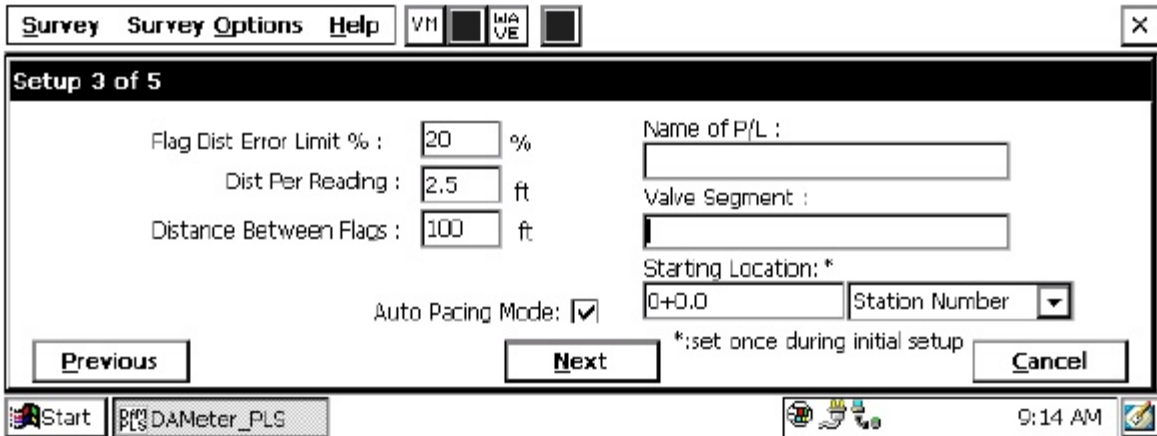 Survey Survey Options Help VM WAVE
Setup 3 of 5
Flag Dist Error Limit % : 20 %
Dist Per Reading : 2.5 ft
Distance Between Flags : 100 ft
Auto Pacing Mode:
Name of P/L :
Valve Segment :
Starting Location: *
0+0.0 Station Number
*:set once during initial setup
Previous Next Cancel
Start DAMeter_PLS 9:14 AM